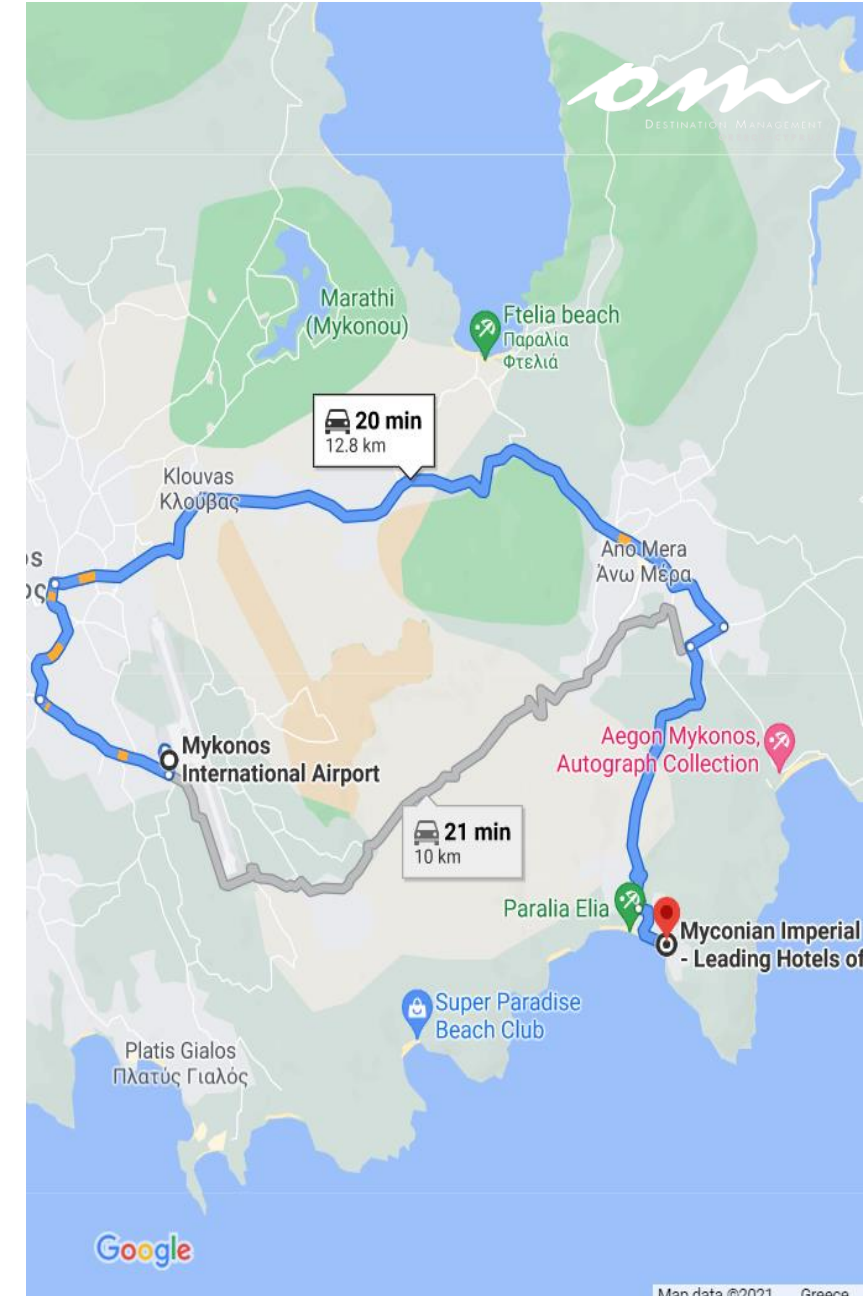 om
DESTINATION MANAGEMENT
Marathi
(Mykonou)
Ftelia beach
Παραλία
Φτελιά
20 min
12.8 km
Klouvas
Κλουβας
Ano Mera
Άνω Μέρα
Mykonos
International Airport
Aegon Mykonos,
Autograph Collection
21 min
10 km
Paralia Elia
Myconian Imperial
- Leading Hotels of
Super Paradise
Beach Club
Platis Gialos
Πλατύς Γιαλός
Google
Map data ©2021 Greece